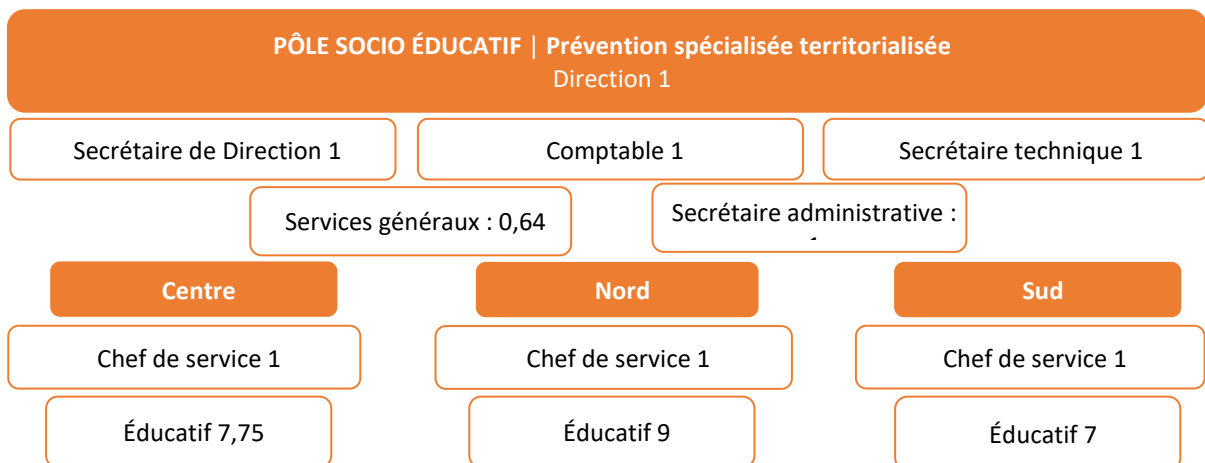 PÔLE SOCIO ÉDUCATIF | Prévention spécialisée territorialisée
Direction 1
Secrétaire de Direction 1
Comptable 1
Secrétaire technique 1
Services généraux : 0,64
Secrétaire administrative :
Centre
Nord
Sud
Chef de service 1
Chef de service 1
Chef de service 1
Éducatif 7,75
Éducatif 9
Éducatif 7